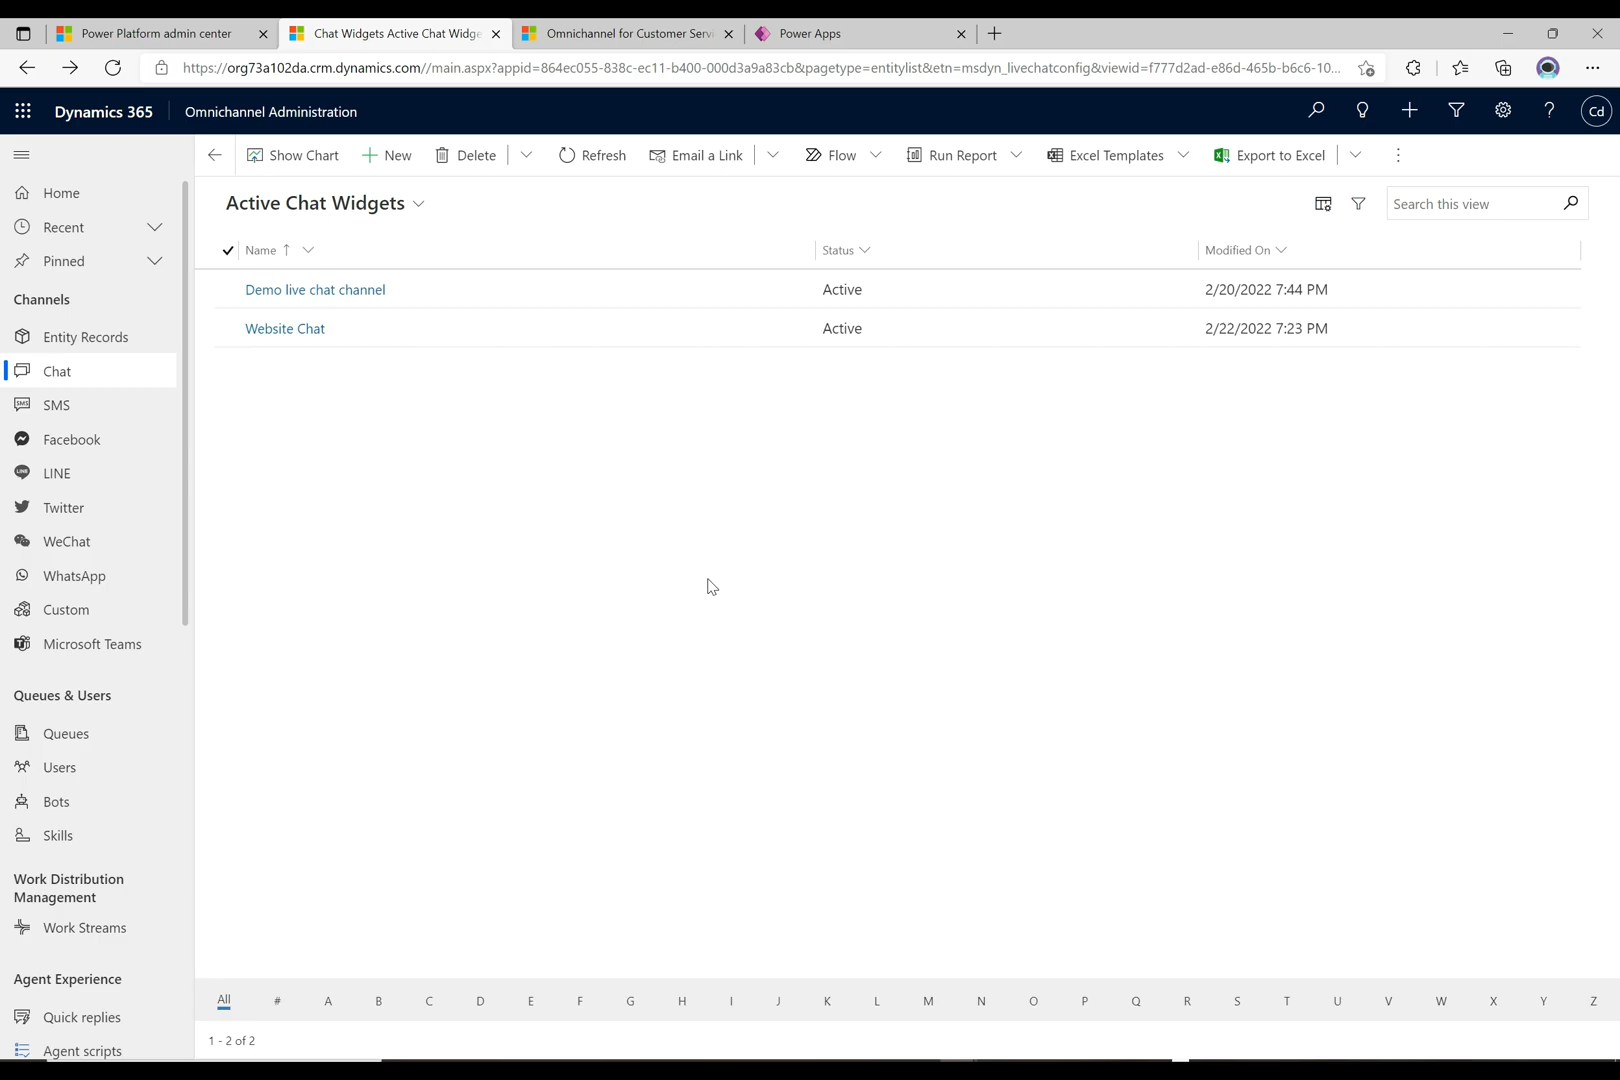 Power Platform admin center
Chat Widgets Active Chat Widge
Omnichannel for Customer Servi
Power Apps
https://org73a102da.crm.dynamics.com//main.aspx?appid=864ec055-838c-ec11-b400-000d3a9a83cb&pagetype=entitylist&etn=msdyn_livechatconfig&viewid=f777d2ad-e86d-465b-b6c6-10...
Dynamics 365
Omnichannel Administration
Cd
Show Chart
New
Delete
Refresh
Email a Link
Flow
Run Report
Excel Templates
Export to Excel
Home
Recent
Pinned
Channels
Entity Records
Chat
SMS
SMS
Facebook
LINE
LINE
Twitter
WeChat
WhatsApp
Custom
Microsoft Teams
Queues & Users
Queues
Users
Bots
Skills
Work Distribution
Management
Work Streams
Agent Experience
Quick replies
Agent scripts
Active Chat Widgets
Search this view
Name ↑
Status
Modified On
Demo live chat channel
Active
2/20/2022 7:44 PM
Website Chat
Active
2/22/2022 7:23 PM
All # A B C D E F G H I J K L M N O P Q R S T U V W X Y Z
1 - 2 of 2